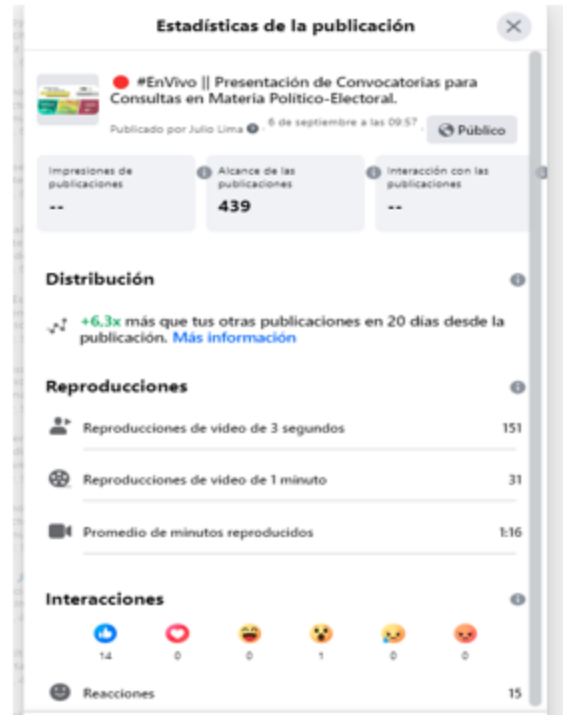 Estadísticas de la publicación
#EnVivo || Presentación de Convocatorias para
Consultas en Materia Político-Electoral.
Publicado por Julio Lima · 6 de septiembre a las 09:57 · Público
Impresiones de publicaciones
--
Alcance de las publicaciones
439
Interacción con las publicaciones
--
Distribución
+6,3x más que tus otras publicaciones en 20 días desde la
publicación. Más información
Reproducciones
Reproducciones de video de 3 segundos 151
Reproducciones de video de 1 minuto 31
Promedio de minutos reproducidos 1:16
Interacciones
14 0 0 1 0 0
Reacciones 15